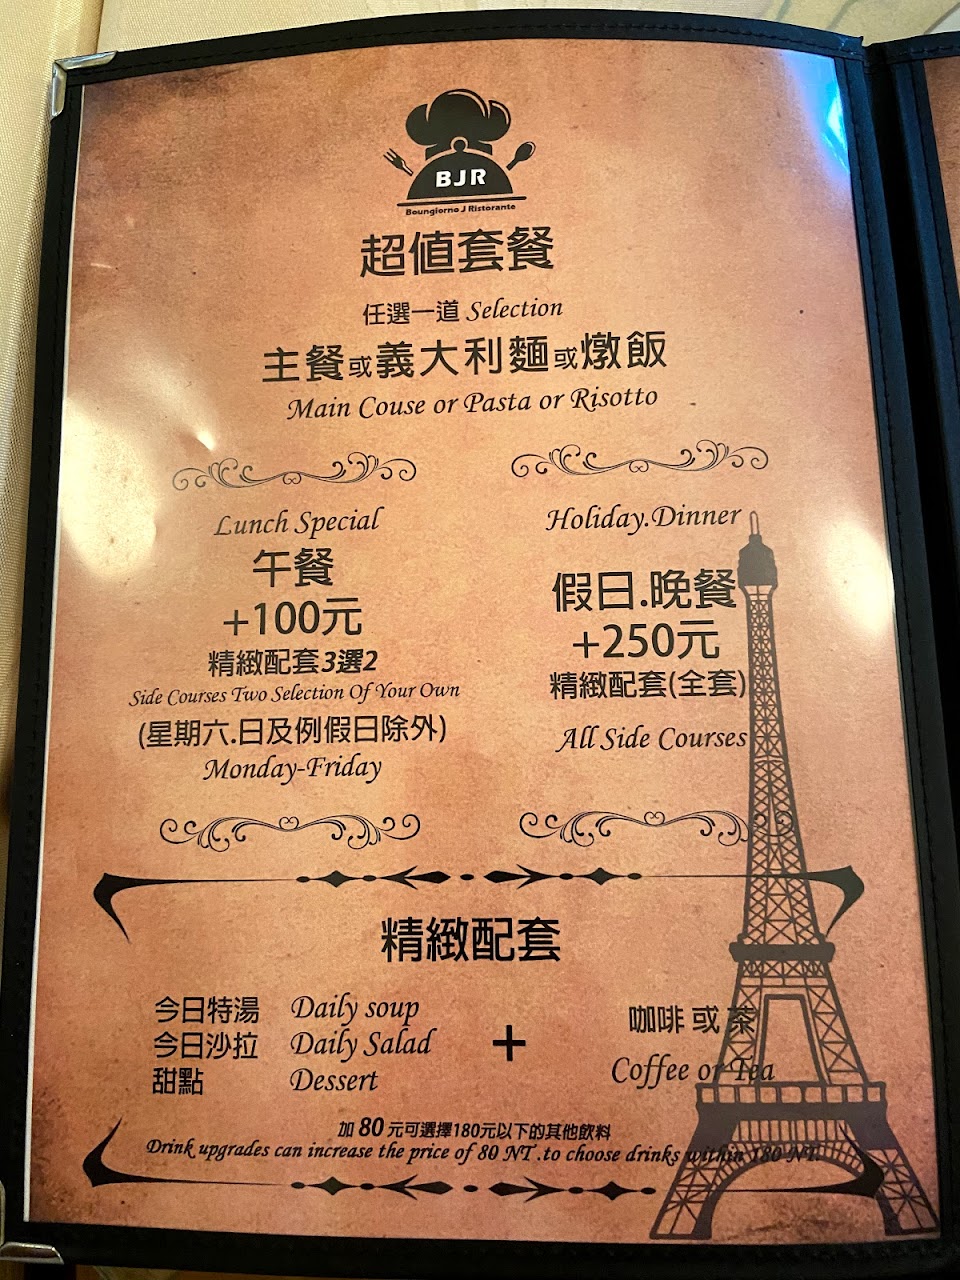 BJR
Boungiorno J Ristorante
超值套餐
任選一道 Selection
主餐或義大利麵或燉飯
Main Couse or Pasta or Risotto
Lunch Special
午餐
+100元
精緻配套3選2
Side Courses Two Selection Of Your Own
(星期六.日及例假日除外)
Monday-Friday
Holiday.Dinner
假日.晚餐
+250元
精緻配套(全套)
All Side Courses
精緻配套
今日特湯 Daily soup
今日沙拉 Daily Salad
甜點 Dessert
+
咖啡或茶
Coffee or Tea
加 80 元可選擇180元以下的其他飲料
Drink upgrades can increase the price of 80 NT .to choose drinks within 180 NT.